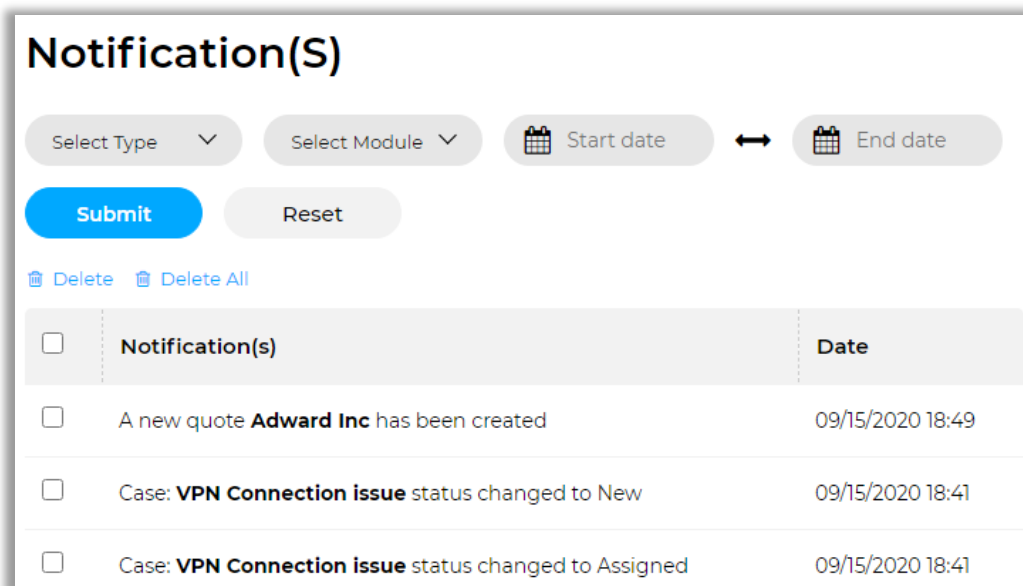 Notification(S)
Select Type Select Module Start date End date
Submit Reset
Delete Delete All
Notification(s) Date
A new quote Adward Inc has been created 09/15/2020 18:49
Case: VPN Connection issue status changed to New 09/15/2020 18:41
Case: VPN Connection issue status changed to Assigned 09/15/2020 18:41